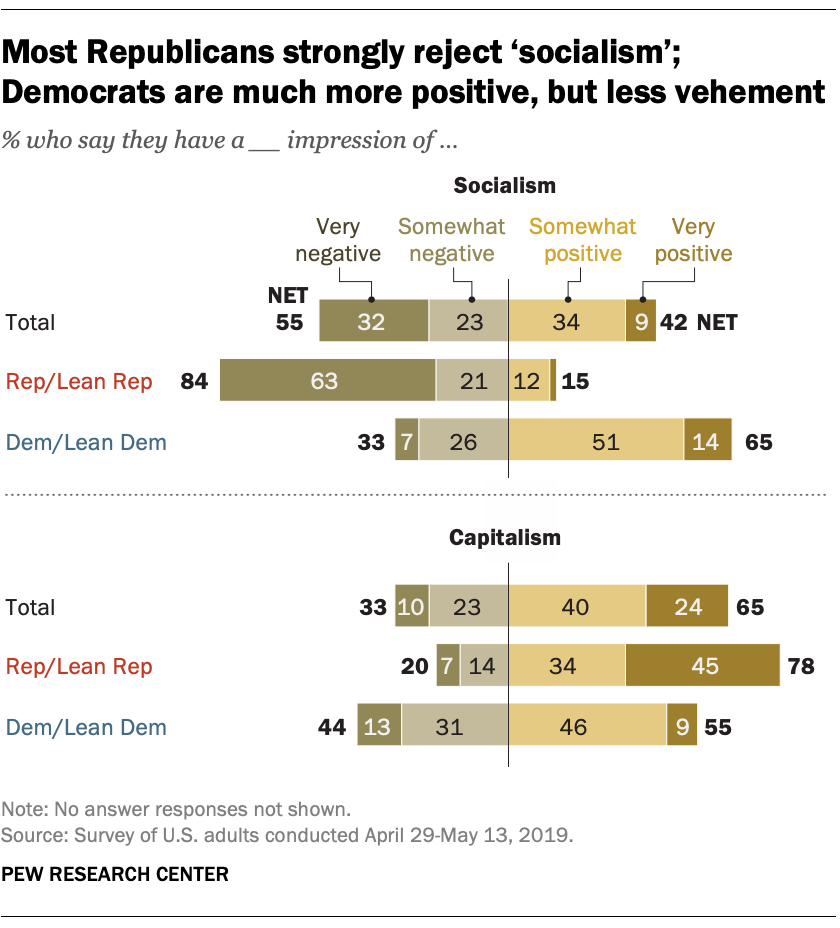 Most Republicans strongly reject ‘socialism’;
Democrats are much more positive, but less vehement
% who say they have a __ impression of ...
Socialism
Very negative
Somewhat negative
Somewhat positive
Very positive
Total NET 55 32 23 34 9 42 NET
Rep/Lean Rep 84 63 21 12 15
Dem/Lean Dem 33 7 26 51 14 65
Capitalism
Total 33 10 23 40 24 65
Rep/Lean Rep 20 7 14 34 45 78
Dem/Lean Dem 44 13 31 46 9 55
Note: No answer responses not shown.
Source: Survey of U.S. adults conducted April 29-May 13, 2019.
PEW RESEARCH CENTER